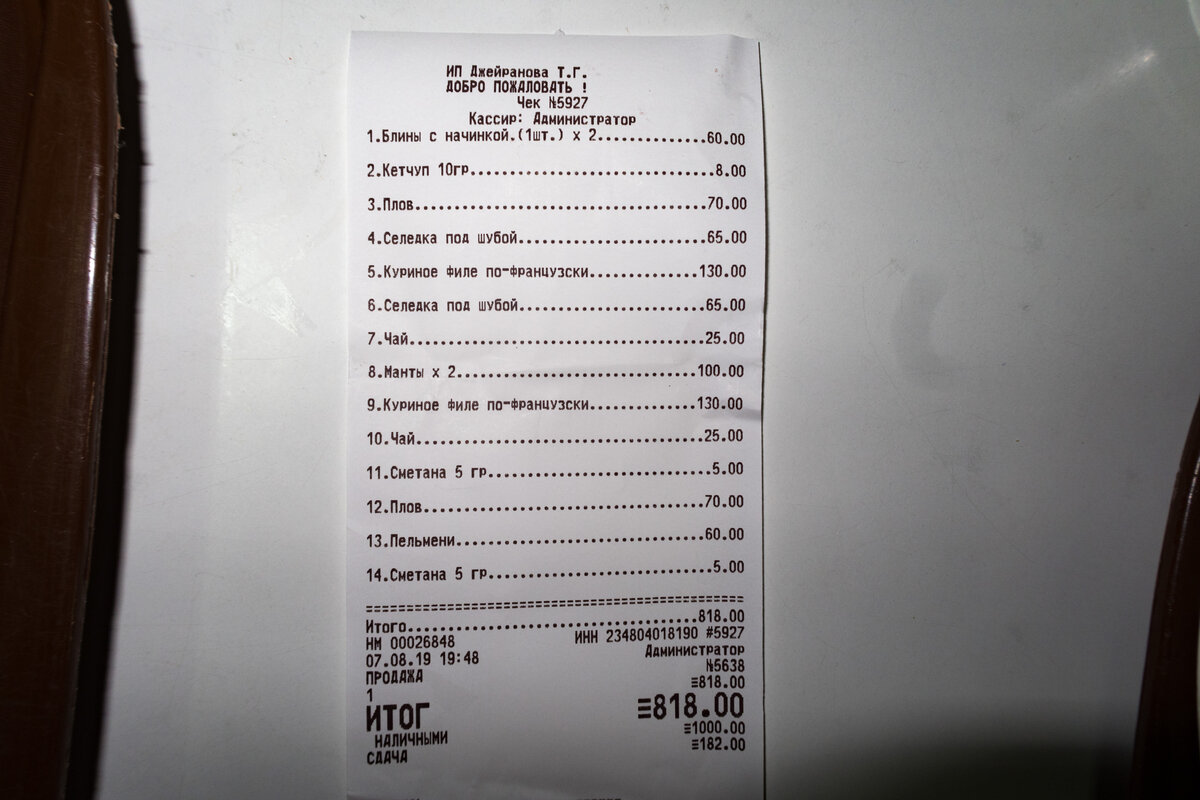 ИП Джейранова Т.Г.
ДОБРО ПОЖАЛОВАТЬ !
Чек №5927
Кассир: Администратор
1.Блины с начинкой.(1шт.) x 2..............60.00
2.Кетчуп 10гр...............................8.00
3.Плов.....................................70.00
4.Селедка под шубой........................65.00
5.Куриное филе по-французски..............130.00
6.Селедка под шубой........................65.00
7.Чай.....................................25.00
8.Манты x 2..............................100.00
9.Куриное филе по-французски.............130.00
10.Чай....................................25.00
11.Сметана 5 гр............................5.00
12.Плов...................................70.00
13.Пельмени...............................60.00
14.Сметана 5 гр............................5.00
================================================
Итого....................................818.00
НМ 00026848 ИНН 234804018190 #5927
07.08.19 19:48 Администратор
ПРОДАЖА №5638
1 ≡818.00
ИТОГ ≡818.00
НАЛИЧНЫМИ ≡1000.00
СДАЧА ≡182.00